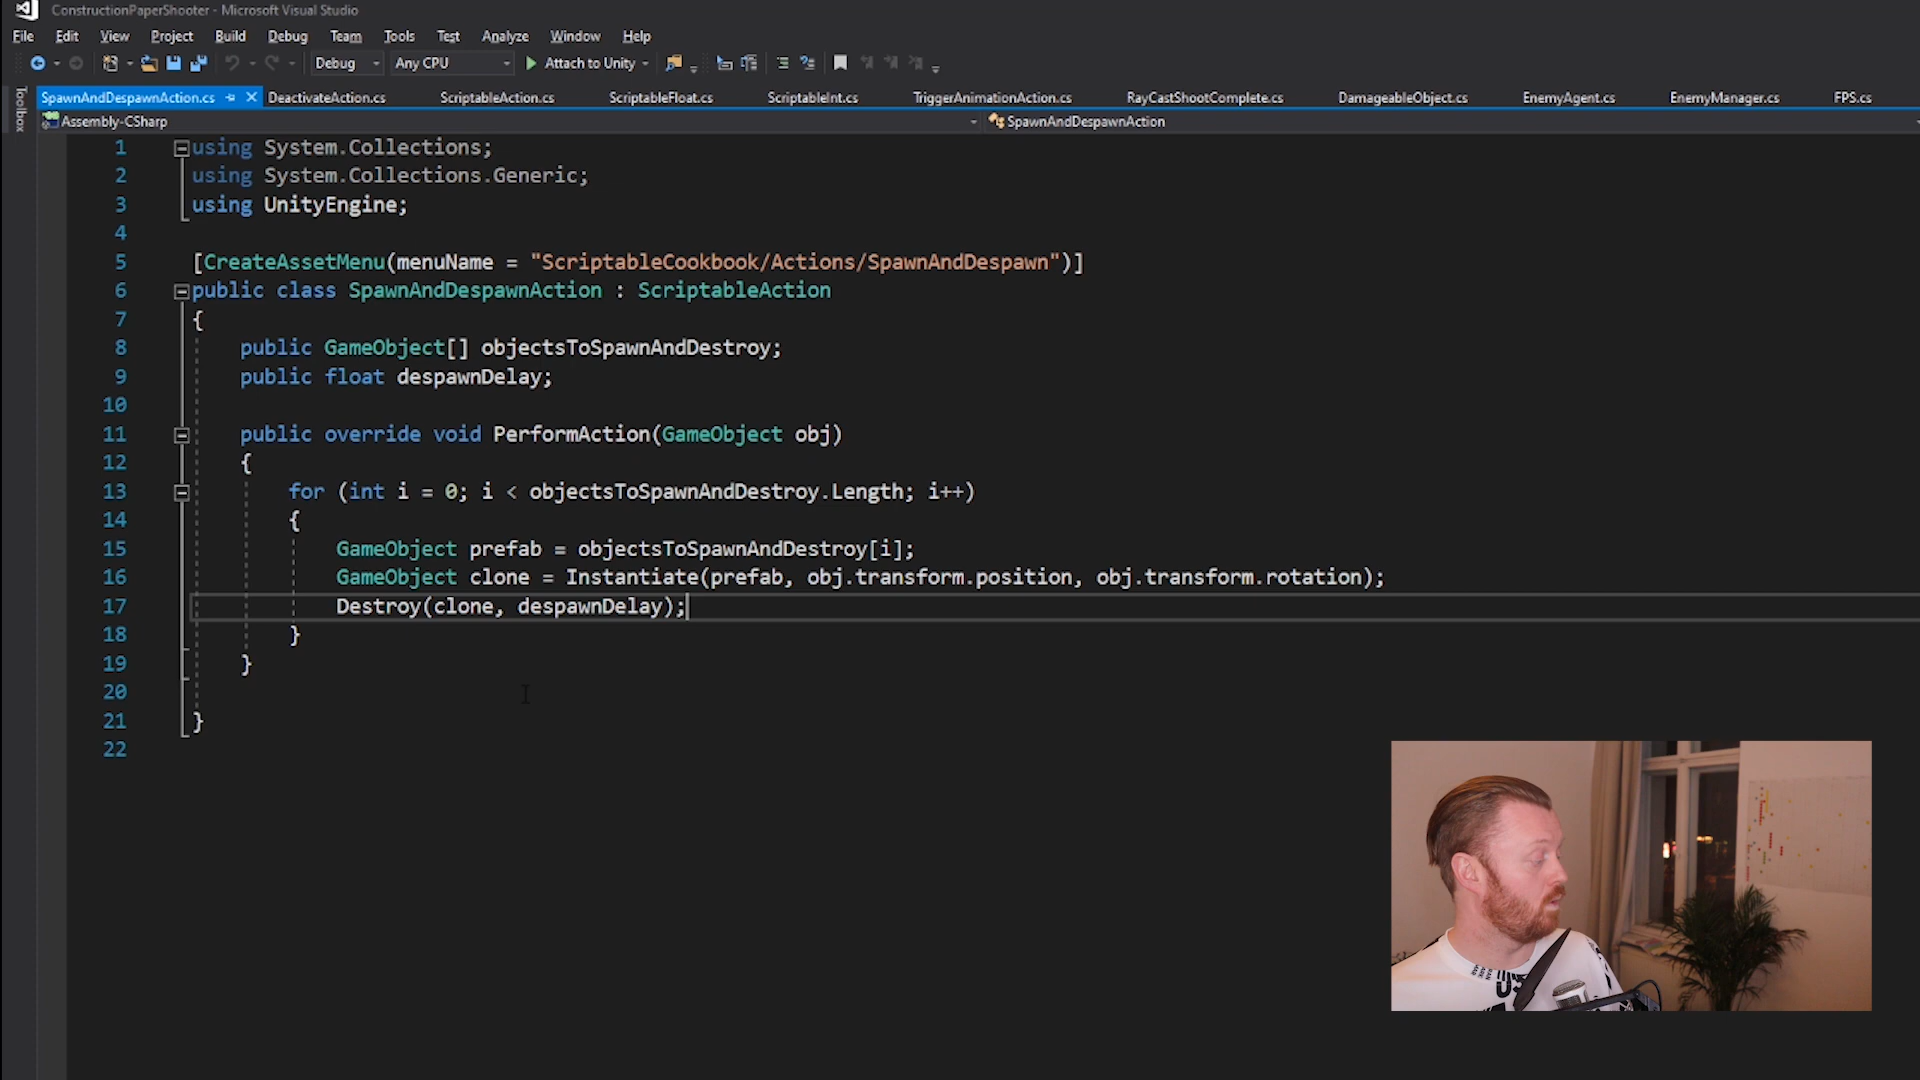 ConstructionPaperShooter - Microsoft Visual Studio
File Edit View Project Build Debug Team Tools Test Analyze Window Help
Debug Any CPU Attach to Unity
Toolbox
SpawnAndDespawnAction.cs DeactivateAction.cs ScriptableAction.cs ScriptableFloat.cs ScriptableInt.cs TriggerAnimationAction.cs RayCastShootComplete.cs DamageableObject.cs EnemyAgent.cs EnemyManager.cs FPS.cs
Assembly-CSharp SpawnAndDespawnAction
1 using System.Collections;
2 using System.Collections.Generic;
3 using UnityEngine;
4
5 [CreateAssetMenu(menuName = "ScriptableCookbook/Actions/SpawnAndDespawn")]
6 public class SpawnAndDespawnAction : ScriptableAction
7 {
8 public GameObject[] objectsToSpawnAndDestroy;
9 public float despawnDelay;
10
11 public override void PerformAction(GameObject obj)
12 {
13 for (int i = 0; i < objectsToSpawnAndDestroy.Length; i++)
14 {
15 GameObject prefab = objectsToSpawnAndDestroy[i];
16 GameObject clone = Instantiate(prefab, obj.transform.position, obj.transform.rotation);
17 Destroy(clone, despawnDelay);
18 }
19 }
20
21 }
22